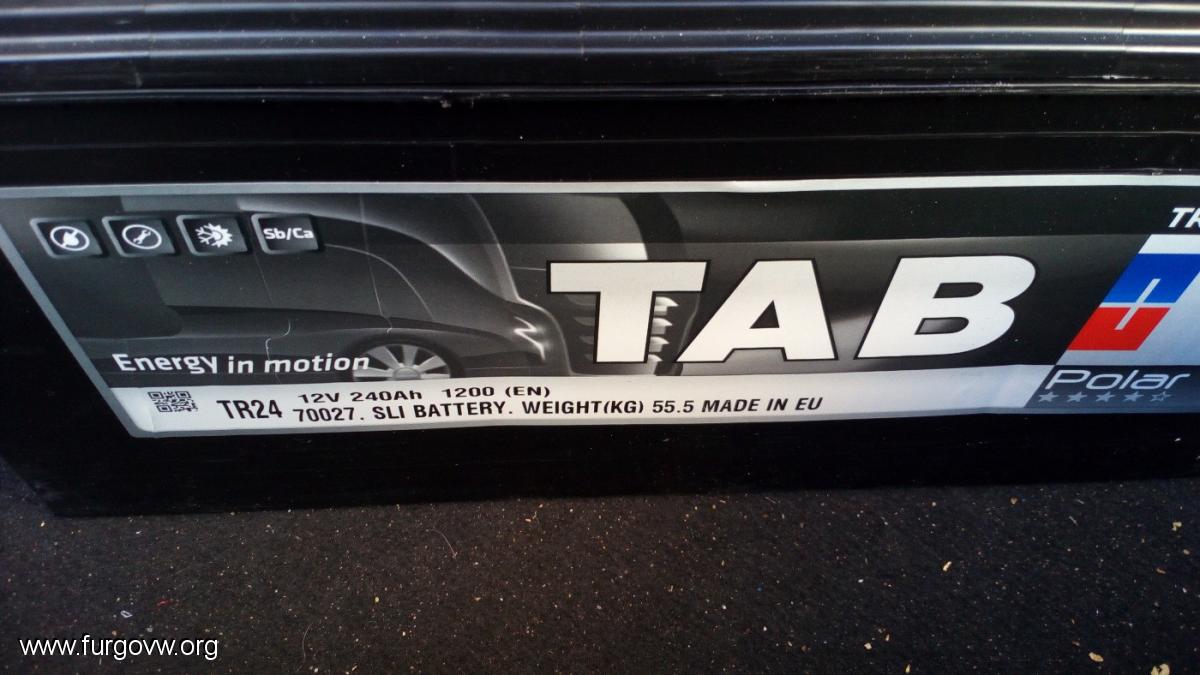 TR
Sb/Ca
TAB
Energy in motion
Polar
TR24 12V 240Ah 1200 (EN)
70027. SLI BATTERY. WEIGHT(KG) 55.5 MADE IN EU
www.furgovw.org